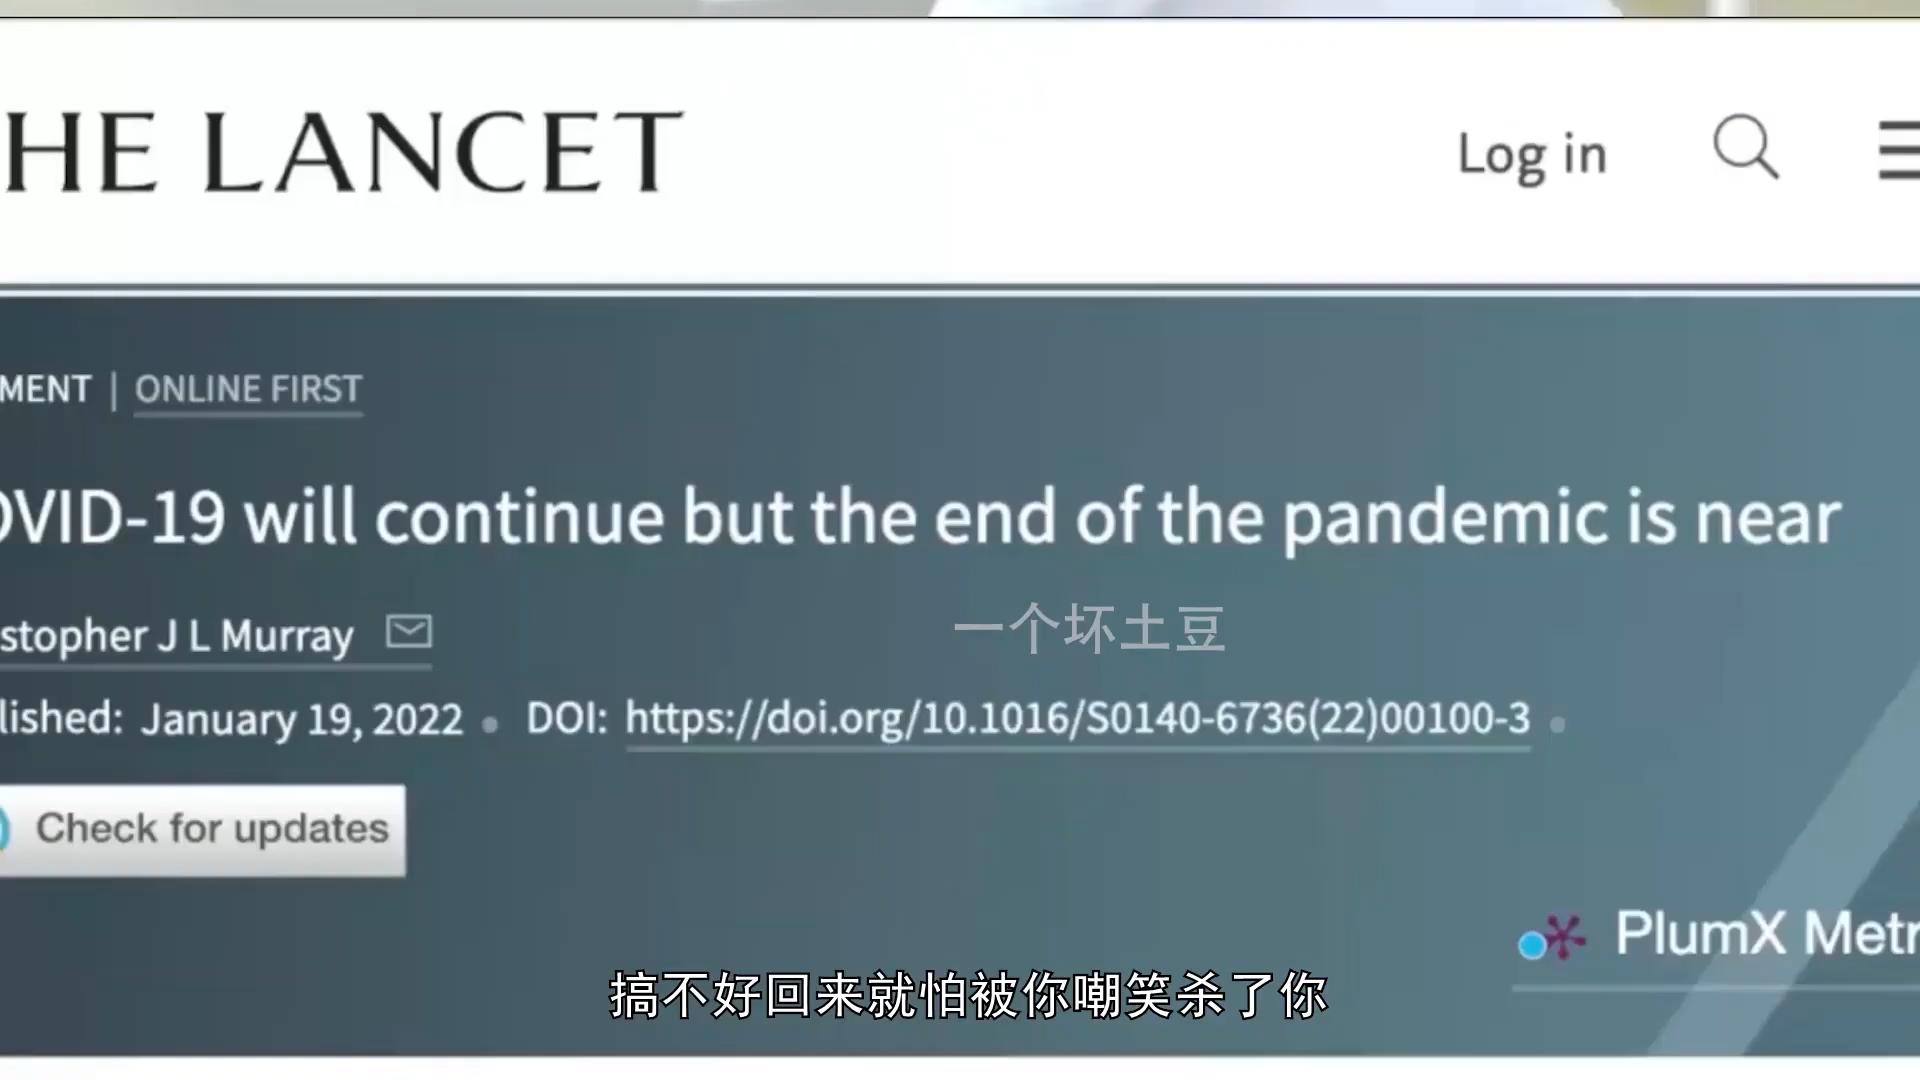 HE LANCET
Log in
MENT | ONLINE FIRST
OVID-19 will continue but the end of the pandemic is near
一个坏土豆
stopher J L Murray
lished: January 19, 2022 • DOI: https://doi.org/10.1016/S0140-6736(22)00100-3 •
Check for updates
PlumX Metr
搞不好回来就怕被你嘲笑杀了你